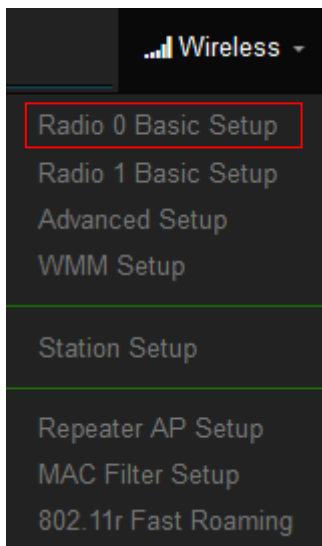 Wireless
Radio 0 Basic Setup
Radio 1 Basic Setup
Advanced Setup
WMM Setup
Station Setup
Repeater AP Setup
MAC Filter Setup
802.11r Fast Roaming